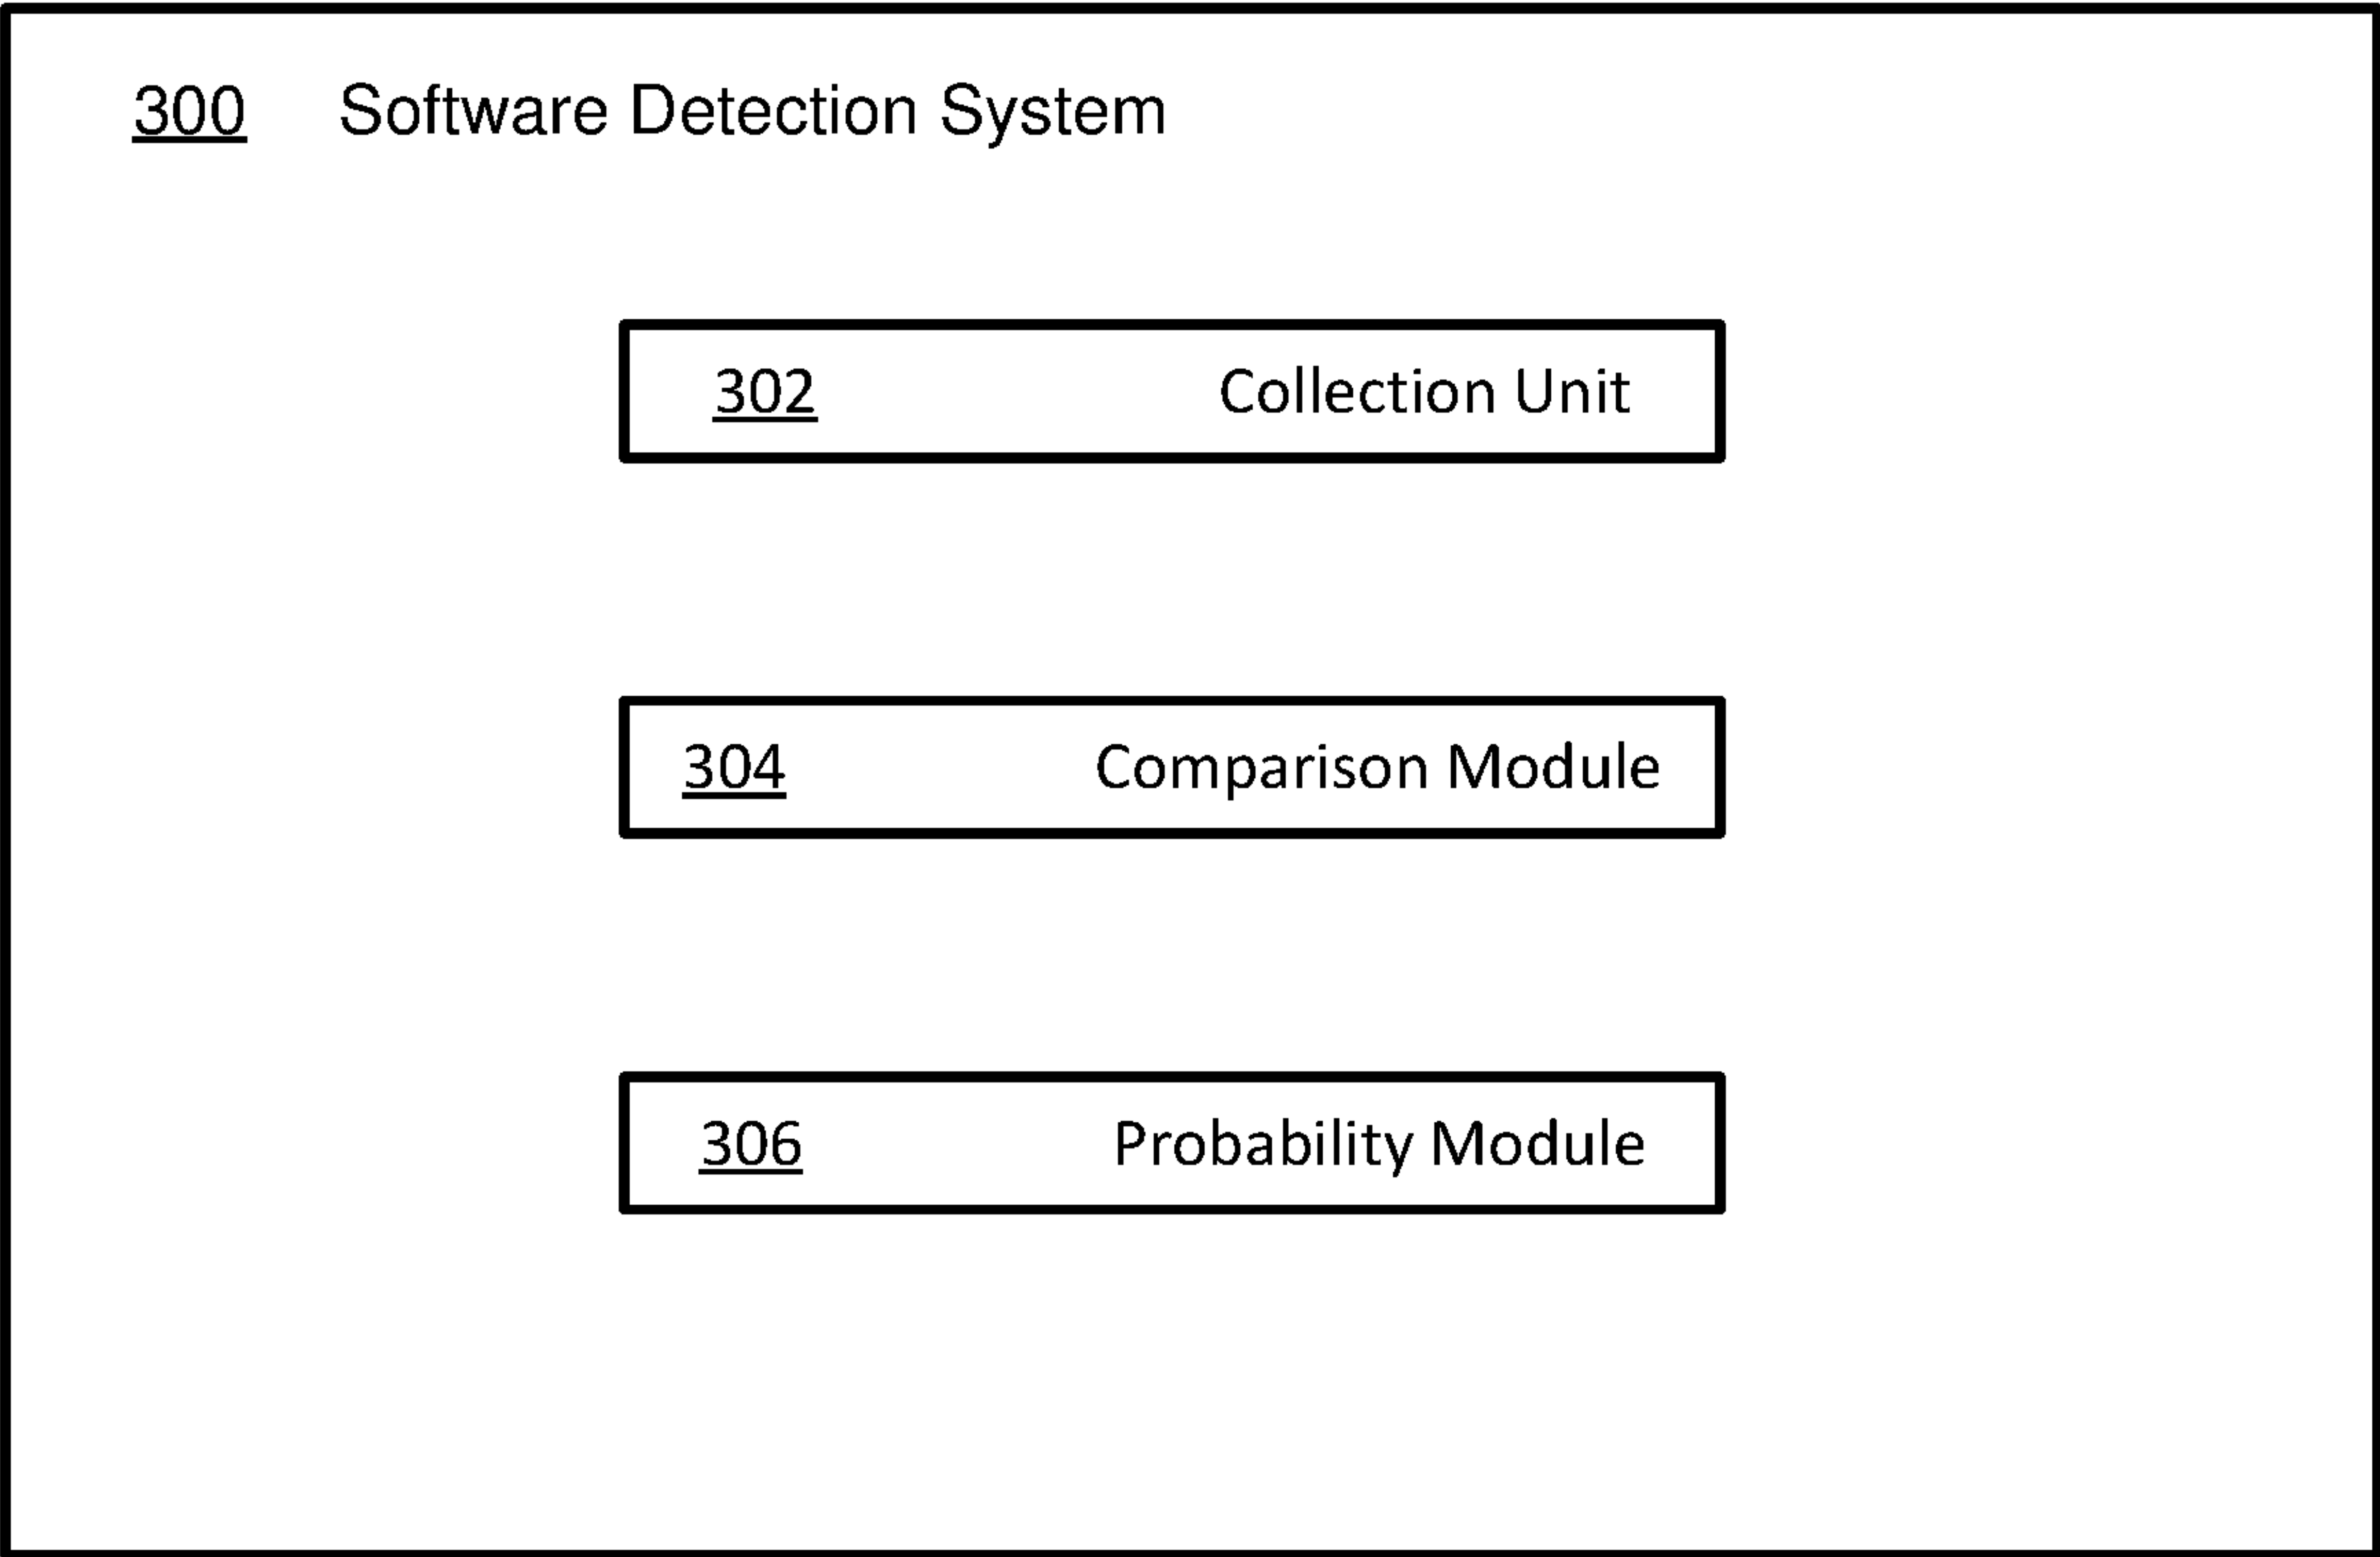 300 Software Detection System
302 Collection Unit
304 Comparison Module
306 Probability Module